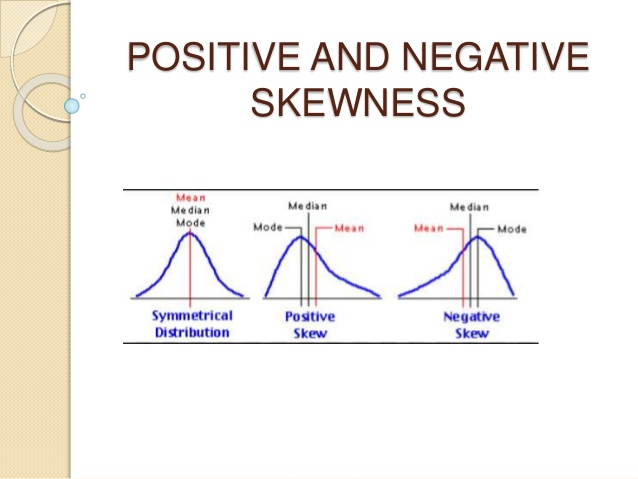 POSITIVE AND NEGATIVE
SKEWNESS
Mean
Median
Mode
Symmetrical
Distribution
Median
Mode
Mean
Positive
Skew
Median
Mean
Mode
Negative
Skew